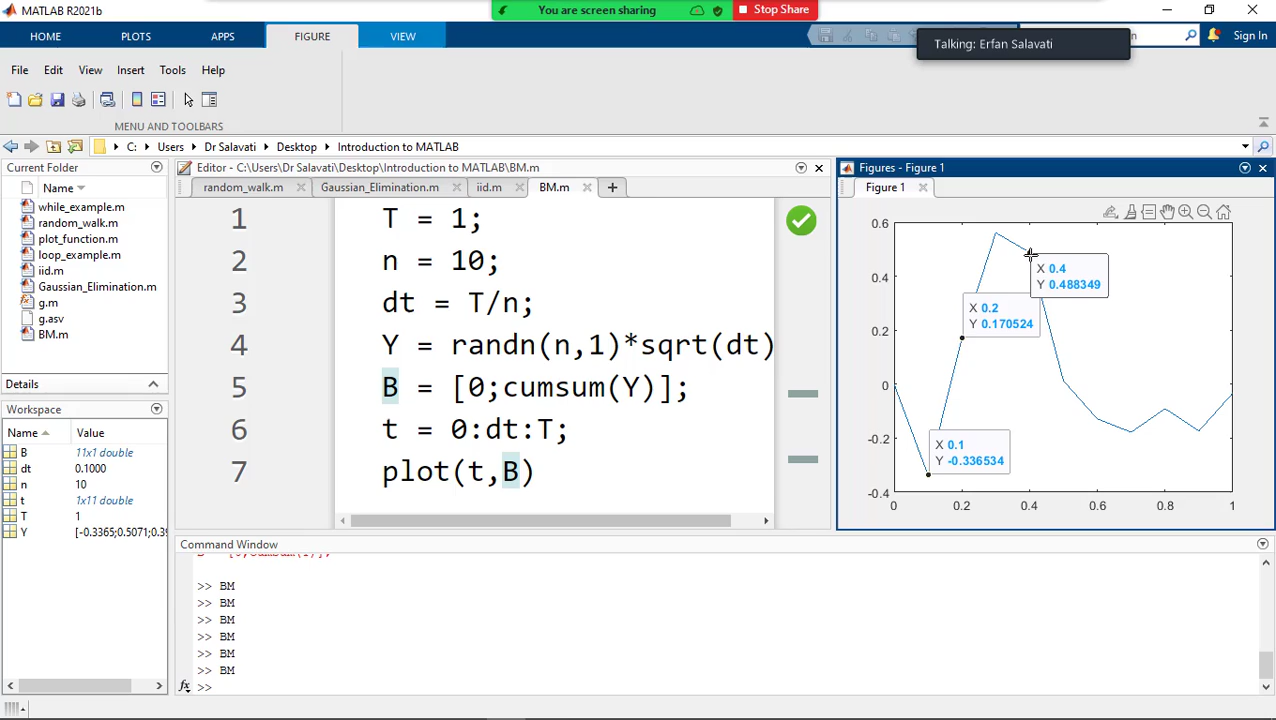 MATLAB R2021b
You are screen sharing
Stop Share
HOME
PLOTS
APPS
FIGURE
VIEW
Talking: Erfan Salavati
Sign In
File
Edit
View
Insert
Tools
Help
MENU AND TOOLBARS
C:
Users
Dr Salavati
Desktop
Introduction to MATLAB
Current Folder
Name
while_example.m
random_walk.m
plot_function.m
loop_example.m
iid.m
Gaussian_Elimination.m
g.m
g.asv
BM.m
Details
Workspace
Name Value
B 11x1 double
dt 0.1000
n 10
t 1x11 double
T 1
Y [-0.3365;0.5071;0.39
Editor - C:\Users\Dr Salavati\Desktop\Introduction to MATLAB\BM.m
random_walk.m
Gaussian_Elimination.m
iid.m
BM.m
1 T = 1;
2 n = 10;
3 dt = T/n;
4 Y = randn(n,1)*sqrt(dt)
5 B = [0;cumsum(Y)];
6 t = 0:dt:T;
7 plot(t,B)
Figures - Figure 1
Figure 1
0.6
0.4
0.2
0
-0.2
-0.4
X 0.4
Y 0.488349
X 0.2
Y 0.170524
X 0.1
Y -0.336534
0 0.2 0.4 0.6 0.8 1
Command Window
>> BM
>> BM
>> BM
>> BM
>> BM
>> BM
fx >>